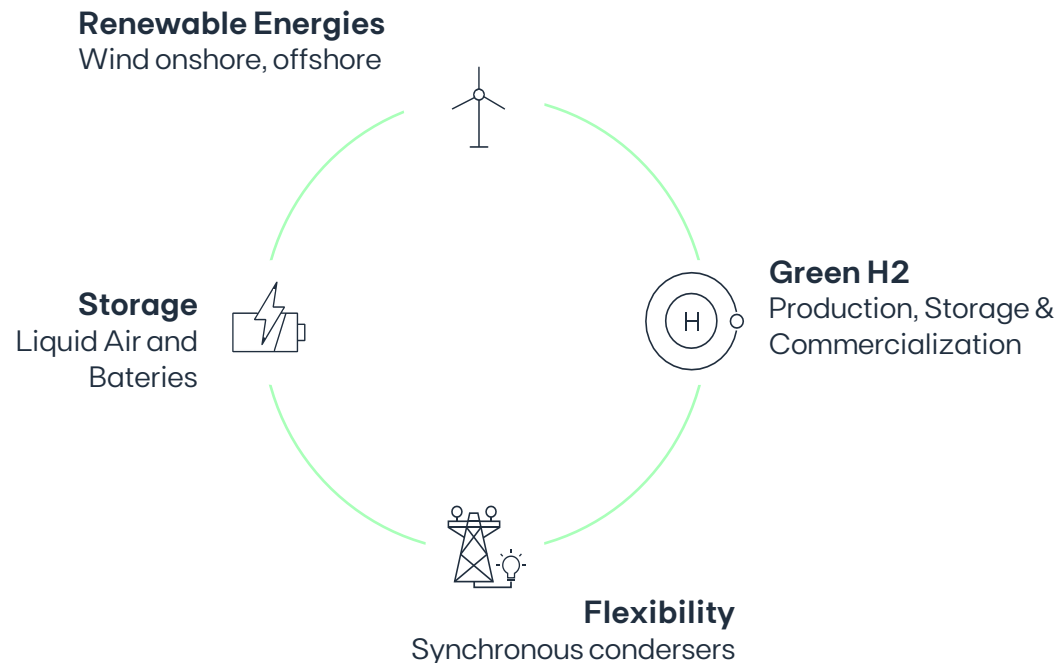 Renewable Energies
Wind onshore, offshore
Green H2
Production, Storage &
Commercialization
H
Storage
Liquid Air and
Bateries
Flexibility
Synchronous condersers